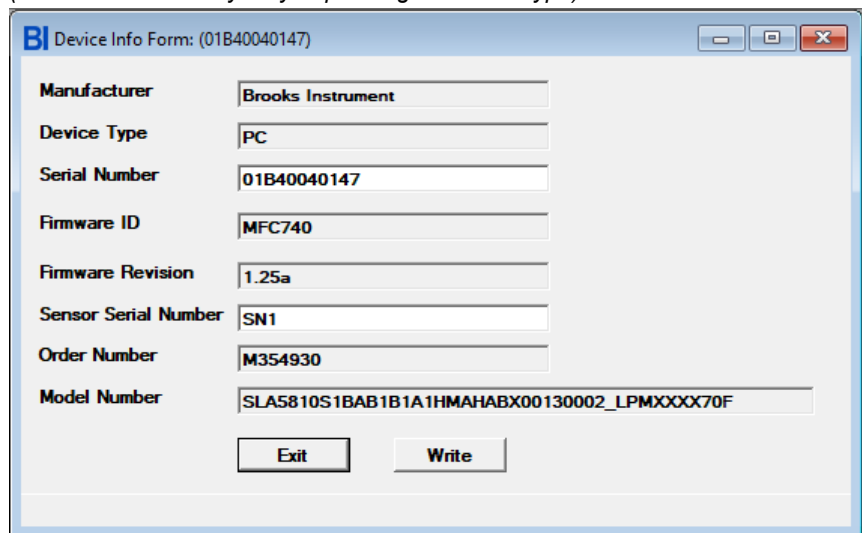 BI Device Info Form: (01B40040147)
Manufacturer Brooks Instrument
Device Type PC
Serial Number 01B40040147
Firmware ID MFC740
Firmware Revision 1.25a
Sensor Serial Number SN1
Order Number M354930
Model Number SLA5810S1BAB1B1A1HMAHABX00130002_LPMXXXX70F
Exit Write